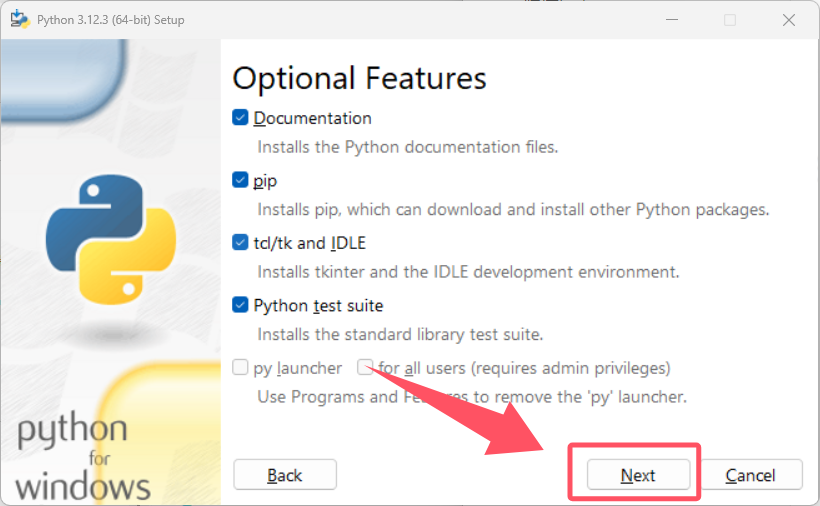 Python 3.12.3 (64-bit) Setup
Optional Features
Documentation
Installs the Python documentation files.
pip
Installs pip, which can download and install other Python packages.
tcl/tk and IDLE
Installs tkinter and the IDLE development environment.
Python test suite
Installs the standard library test suite.
py launcher for all users (requires admin privileges)
Use Programs and Features to remove the 'py' launcher.
python
for
windows
Back Next Cancel